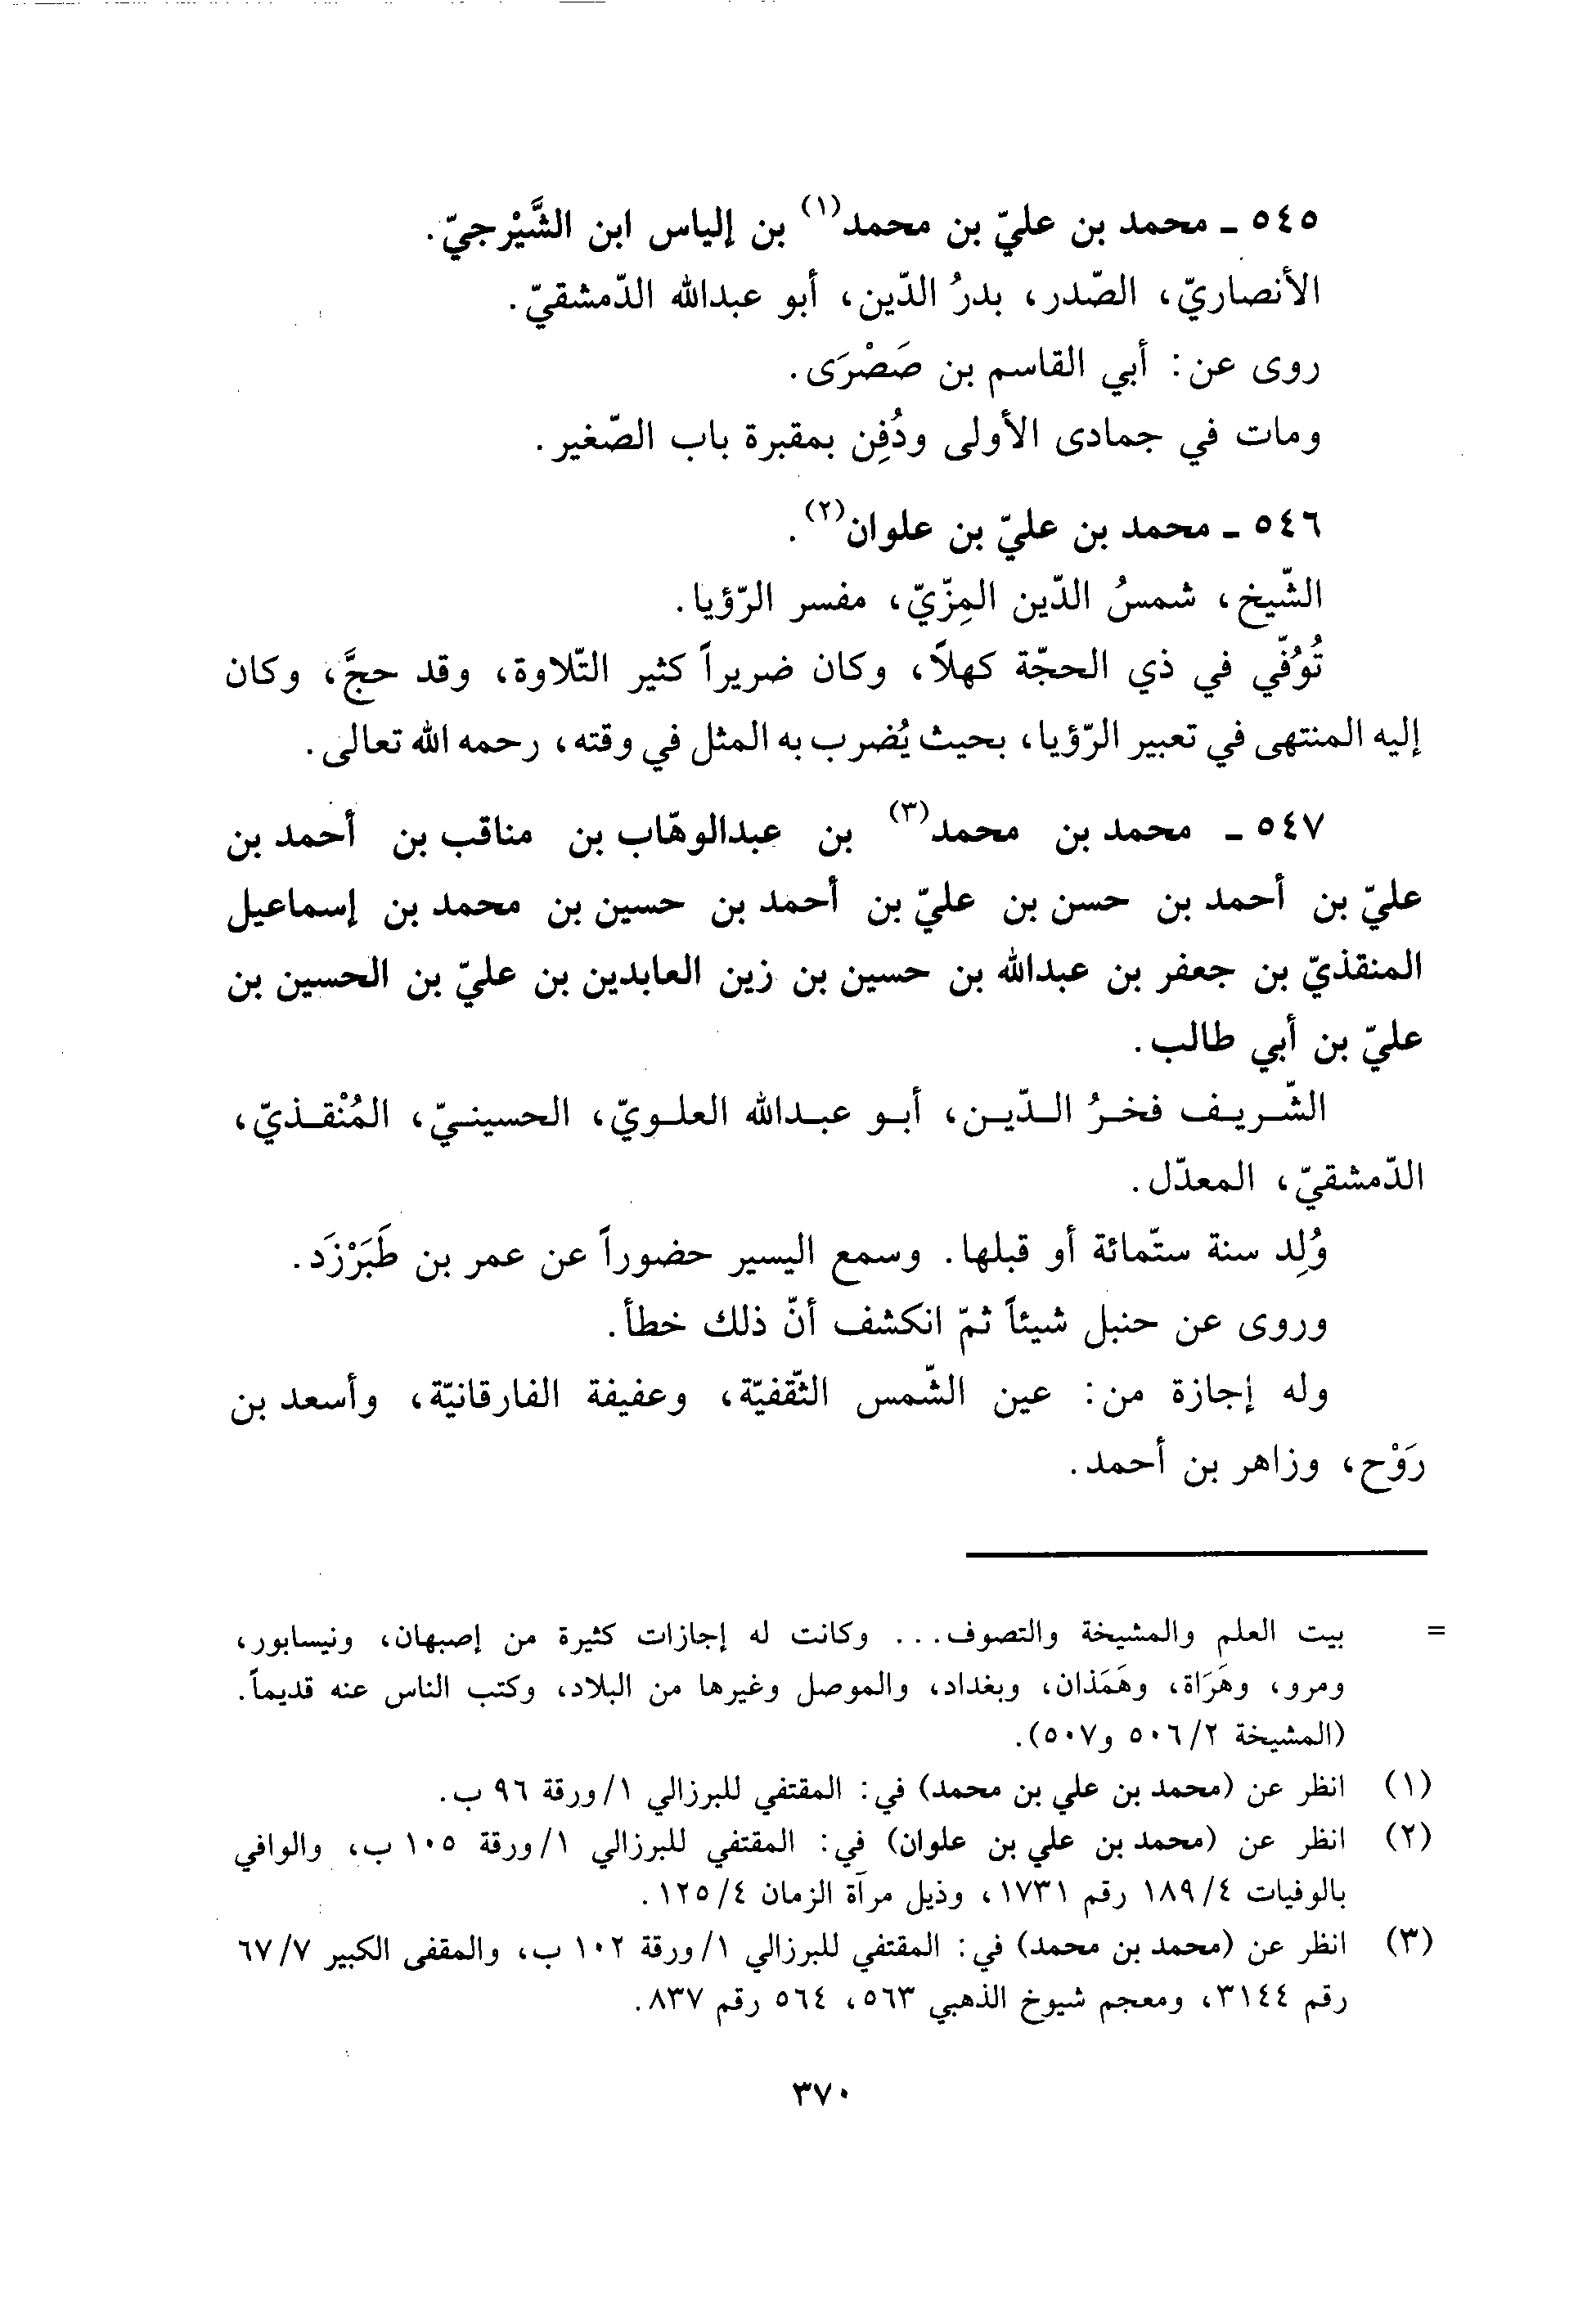 ٥٤٥ ـ محمد بن عليّ بن محمد(١) بن إلياس ابن الشَّيْرجيّ.
الأنصاريّ، الصّدر، بدرُ الدّين، أبو عبدالله الدّمشقيّ.
روى عن: أبي القاسم بن صَصْرَى.
ومات في جمادى الأولى ودُفِن بمقبرة باب الصّغير.
٥٤٦ ـ محمد بن عليّ بن علوان(٢).
الشّيخ، شمسُ الدّين المِزّيّ، مفسر الرّؤيا.
تُوُفّي في ذي الحجّة كهلاً، وكان ضريراً كثير التّلاوة، وقد حجَّ، وكان
إليه المنتهى في تعبير الرّؤيا، بحيث يُضرب به المثل في وقته، رحمه الله تعالى.
٥٤٧ ـ محمد بن محمد(٣) بن عبدالوهّاب بن مناقب بن أحمد بن
عليّ بن أحمد بن حسن بن عليّ بن أحمد بن حسين بن محمد بن إسماعيل
المنقذيّ بن جعفر بن عبدالله بن حسين بن زين العابدين بن عليّ بن الحسين بن
عليّ بن أبي طالب.
الشّريف فخرُ الدّين، أبو عبدالله العلويّ، الحسينيّ، المُنْقذيّ،
الدّمشقيّ، المعدّل.
وُلِد سنة ستّمائة أو قبلها. وسمع اليسير حضوراً عن عمر بن طَبَرْزَد.
وروى عن حنبل شيئاً ثمّ انكشف أنّ ذلك خطأ.
وله إجازة من: عين الشّمس الثّقفيّة، وعفيفة الفارقانيّة، وأسعد بن
رَوْح، وزاهر بن أحمد.
= بيت العلم والمشيخة والتصوف... وكانت له إجازات كثيرة من إصبهان، ونيسابور،
ومرو، وهَرَاة، وهَمَذان، وبغداد، والموصل وغيرها من البلاد، وكتب الناس عنه قديماً.
(المشيخة ٥٠٦/٢ و٥٠٧).
(١) انظر عن (محمد بن علي بن محمد) في: المقتفي للبرزالي ١/ورقة ٩٦ ب.
(٢) انظر عن (محمد بن علي بن علوان) في: المقتفي للبرزالي ١/ورقة ١٠٥ ب، والوافي
بالوفيات ١٨٩/٤ رقم ١٧٣١، وذيل مرآة الزمان ١٢٥/٤.
(٣) انظر عن (محمد بن محمد) في: المقتفي للبرزالي ١/ورقة ١٠٢ ب، والمقفى الكبير ٦٧/٧
رقم ٣١٤٤، ومعجم شيوخ الذهبي ٥٦٣، ٥٦٤ رقم ٨٣٧.
٣٧٠